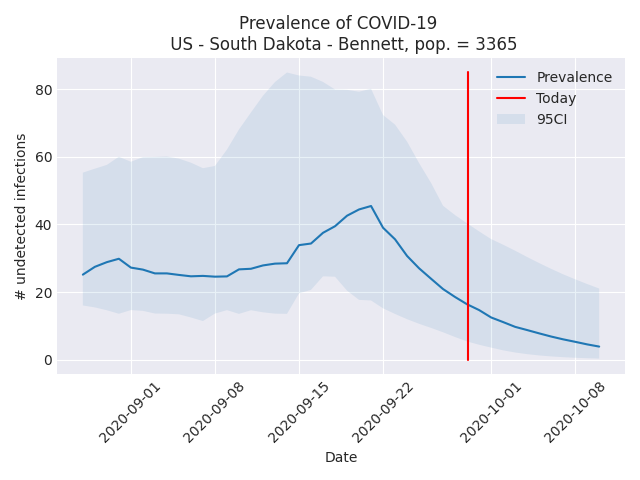 Prevalence of COVID-19
US - South Dakota - Bennett, pop. = 3365
Prevalence
Today
95CI
# undetected infections
80
60
40
20
0
2020-09-01
2020-09-08
2020-09-15
2020-09-22
2020-10-01
2020-10-08
Date